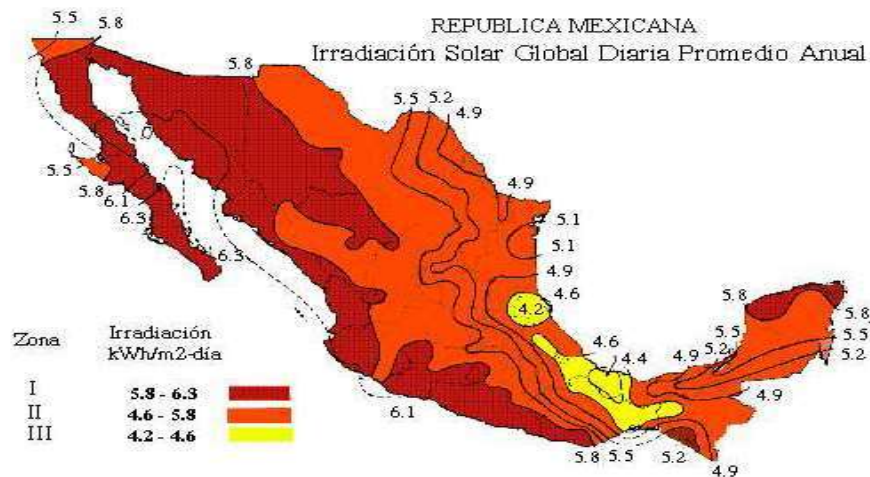 REPUBLICA MEXICANA
Irradiación Solar Global Diaria Promedio Anual
5.5
5.8
5.8
5.5
5.2
4.9
5.5
5.8
6.1
6.3
6.3
4.9
5.1
5.1
4.9
4.6
4.2
4.6
4.4
4.9
5.2
5.5
5.8
5.8
5.5
5.2
4.9
6.1
5.8
5.5
5.2
4.9
Zona
Irradiación
kWh/m2-día
I
5.8 - 6.3
II
4.6 - 5.8
III
4.2 - 4.6